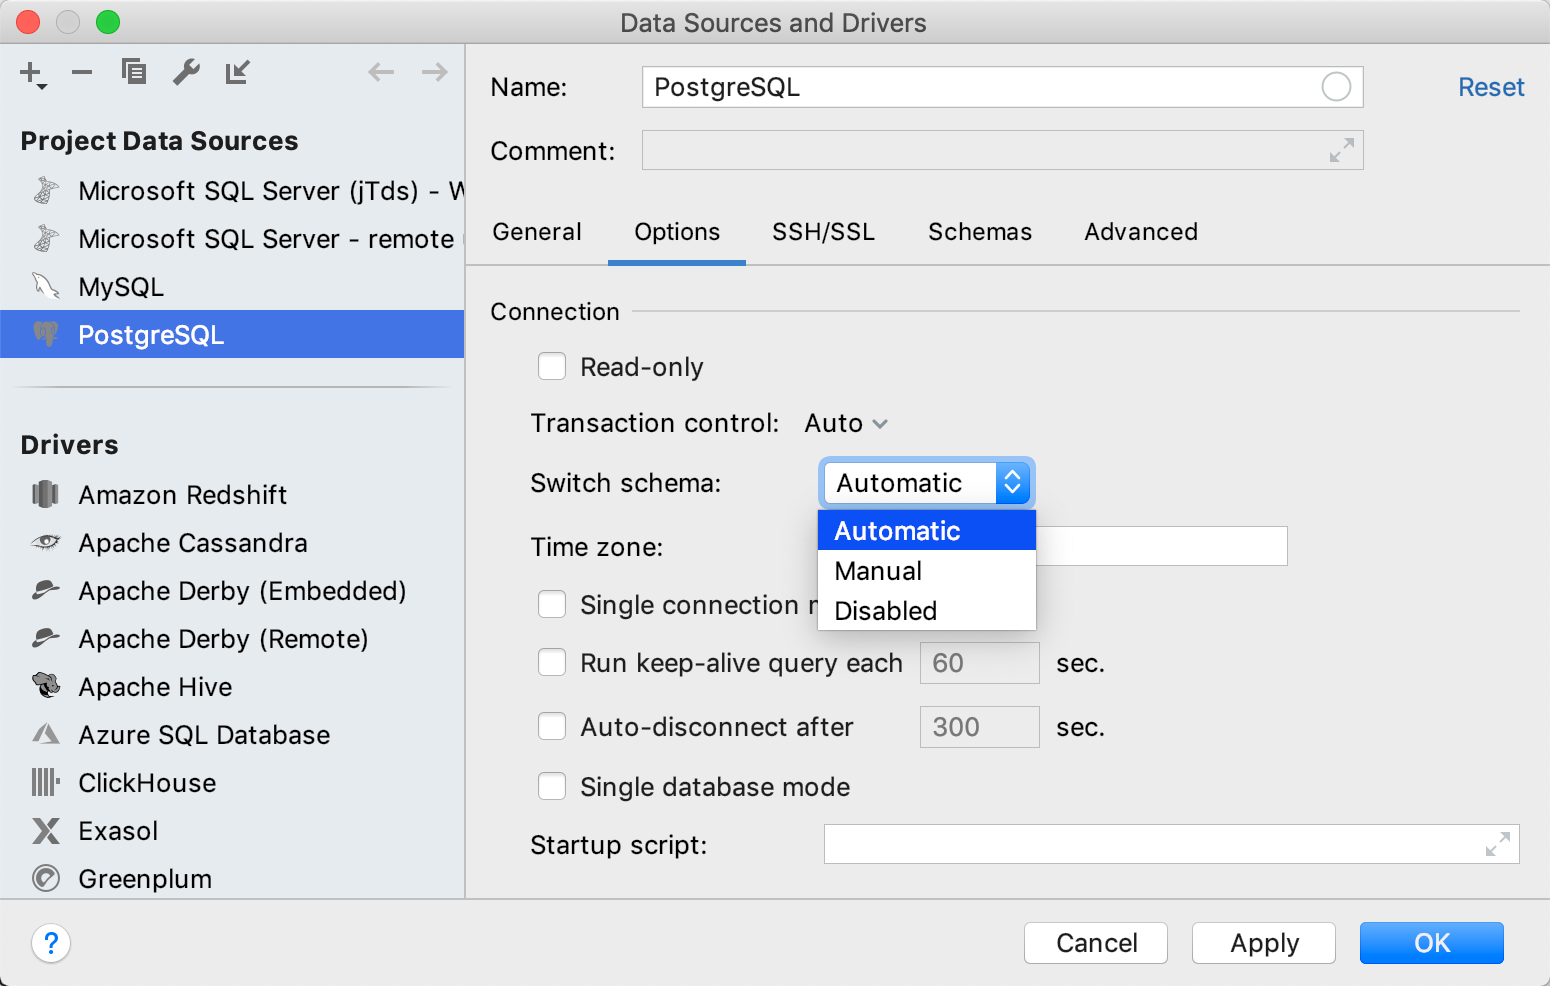 Data Sources and Drivers
Project Data Sources
Microsoft SQL Server (jTds) -
Microsoft SQL Server - remote
MySQL
PostgreSQL
Drivers
Amazon Redshift
Apache Cassandra
Apache Derby (Embedded)
Apache Derby (Remote)
Apache Hive
Azure SQL Database
ClickHouse
Exasol
Greenplum
Name: PostgreSQL Reset
Comment:
General Options SSH/SSL Schemas Advanced
Connection
Read-only
Transaction control: Auto
Switch schema: Automatic
Automatic
Manual
Disabled
Time zone:
Single connection
Run keep-alive query each 60 sec.
Auto-disconnect after 300 sec.
Single database mode
Startup script:
? Cancel Apply OK